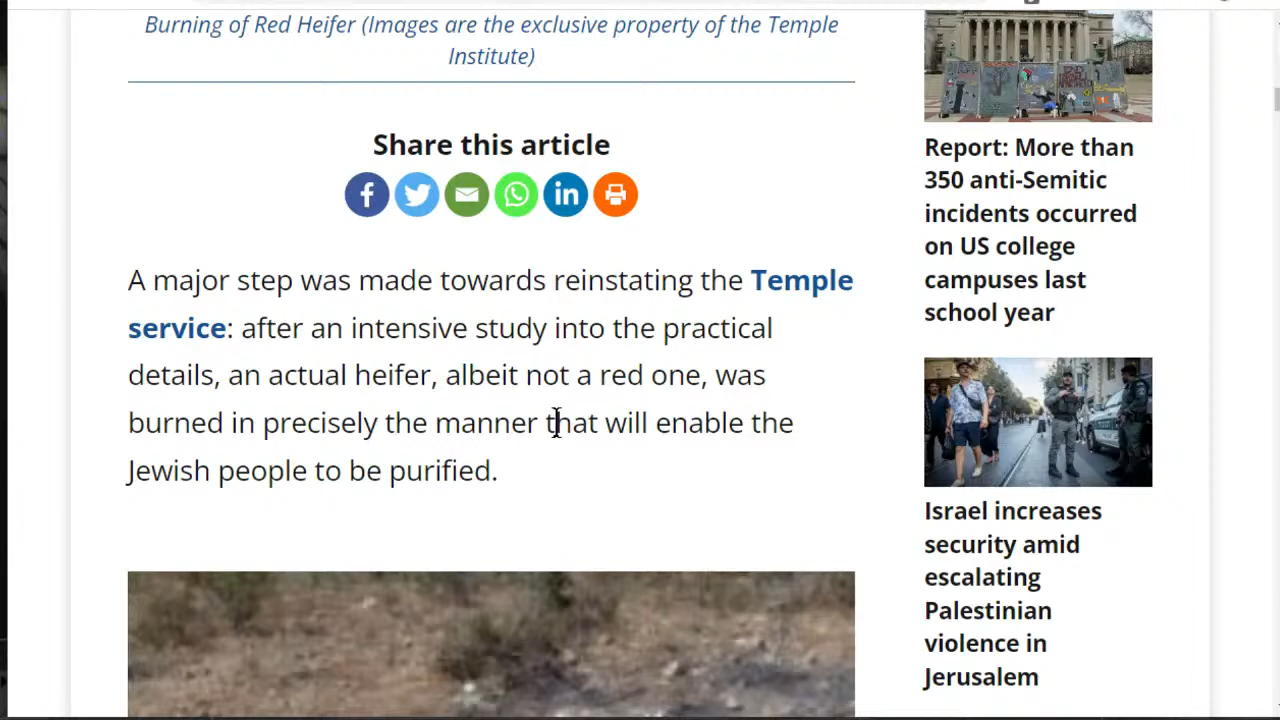 Burning of Red Heifer (Images are the exclusive property of the Temple
Institute)
Share this article
A major step was made towards reinstating the Temple
service: after an intensive study into the practical
details, an actual heifer, albeit not a red one, was
burned in precisely the manner that will enable the
Jewish people to be purified.
Report: More than
350 anti-Semitic
incidents occurred
on US college
campuses last
school year
Israel increases
security amid
escalating
Palestinian
violence in
Jerusalem